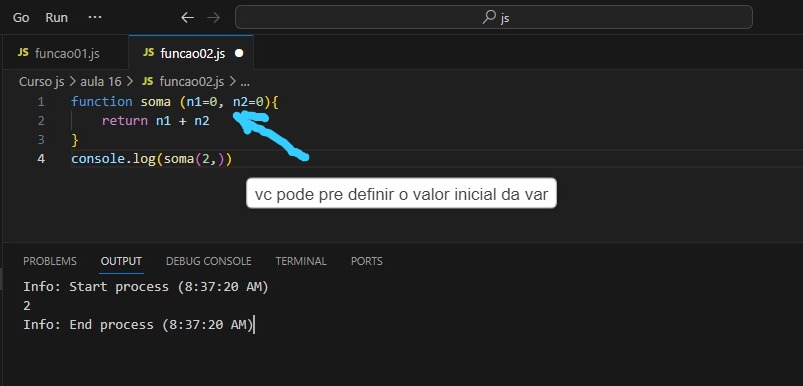 Go Run ··· js
JS funcao01.js JS funcao02.js
Curso js > aula 16 > JS funcao02.js > ...
1 function soma (n1=0, n2=0){
2 return n1 + n2
3 }
4 console.log(soma(2,))
vc pode pre definir o valor inicial da var
PROBLEMS OUTPUT DEBUG CONSOLE TERMINAL PORTS
Info: Start process (8:37:20 AM)
2
Info: End process (8:37:20 AM)